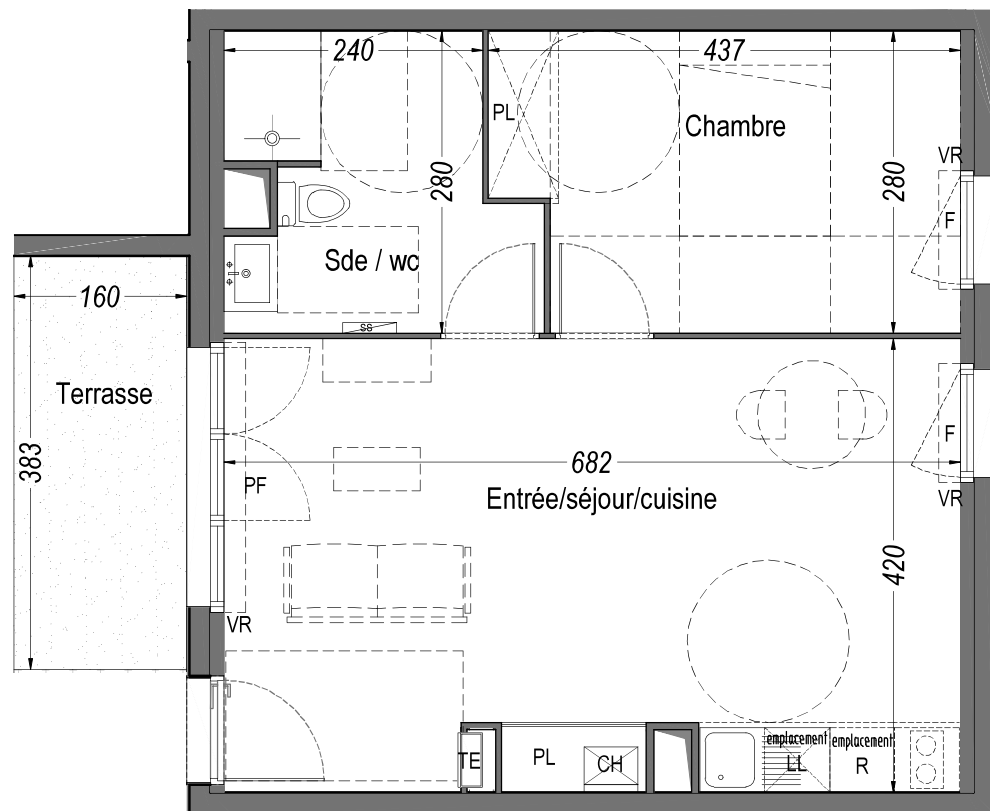 240
437
PL
Chambre
VR
280
280
F
Sde / wc
160
SS
Terrasse
383
F
682
PF
Entrée/séjour/cuisine
VR
420
VR
TE
PL
CH
emplacement
LL
emplacement
R